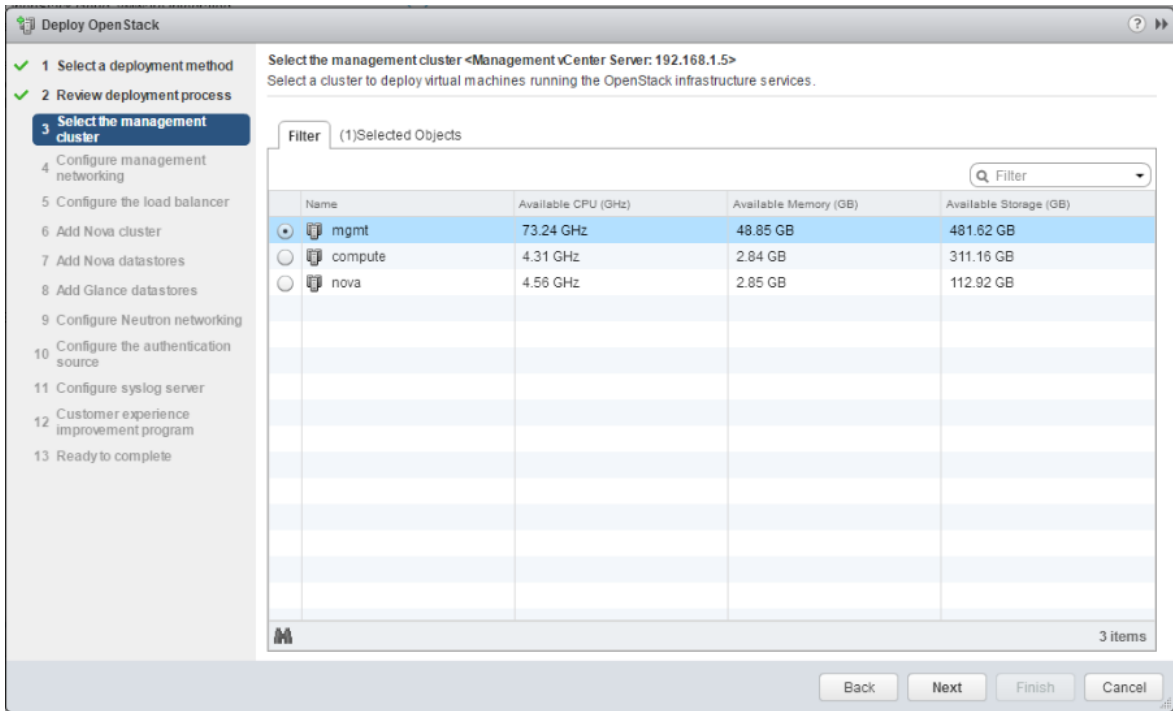 Deploy OpenStack
1 Select a deployment method
2 Review deployment process
3 Select the management
cluster
4 Configure management
networking
5 Configure the load balancer
6 Add Nova cluster
7 Add Nova datastores
8 Add Glance datastores
9 Configure Neutron networking
10 Configure the authentication
source
11 Configure syslog server
12 Customer experience
improvement program
13 Ready to complete
Select the management cluster <Management vCenter Server: 192.168.1.5>
Select a cluster to deploy virtual machines running the OpenStack infrastructure services.
Filter (1)Selected Objects
Filter
Name Available CPU (GHz) Available Memory (GB) Available Storage (GB)
mgmt 73.24 GHz 48.85 GB 481.62 GB
compute 4.31 GHz 2.84 GB 311.16 GB
nova 4.56 GHz 2.85 GB 112.92 GB
3 items
Back Next Finish Cancel